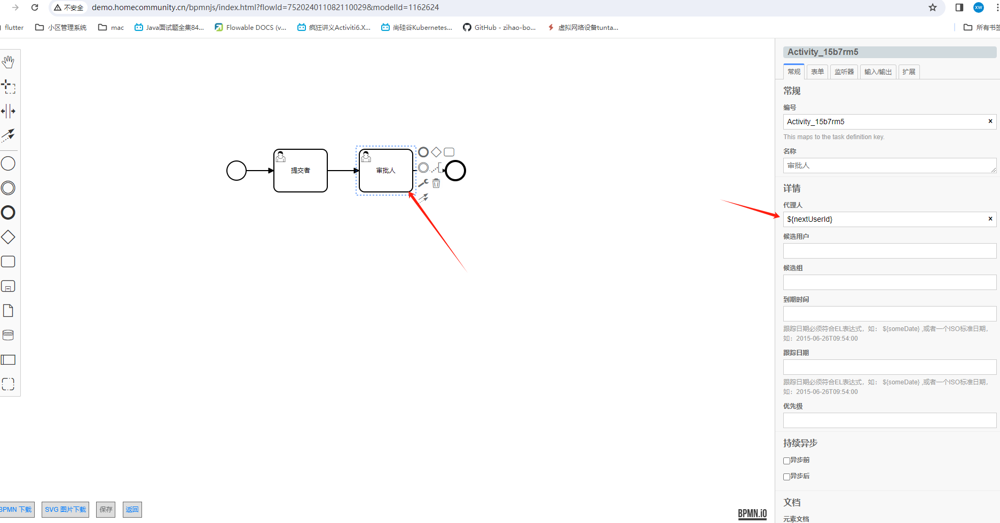 不安全
demo.homecommunity.cn/bpmnjs/index.html?flowId=752024011082110029&modelId=1162624
XW
flutter
小区管理系统
mac
Java面试题全集84...
Flowable DOCS (v...
疯狂讲义Activiti6.X...
尚硅谷Kubernetes...
GitHub - zihao-bo...
虚拟网络设备tunta...
所有书签
Activity_15b7rm5
常规
表单
监听器
输入/输出
扩展
常规
编号
Activity_15b7rm5
×
This maps to the task definition key.
名称
审批人
提交者
审批人
详情
代理人
${nextUserId}
×
候选用户
候选组
到期时间
跟踪日期必须符合EL表达式，如： ${someDate} ,或者一个ISO标准日期，
如：2015-06-26T09:54:00
跟踪日期
跟踪日期必须符合EL表达式，如： ${someDate} ,或者一个ISO标准日期，
如：2015-06-26T09:54:00
优先级
持续异步
异步前
异步后
文档
元素文档
BPMN 下载
SVG 图片下载
保存
返回
BPMN.iO